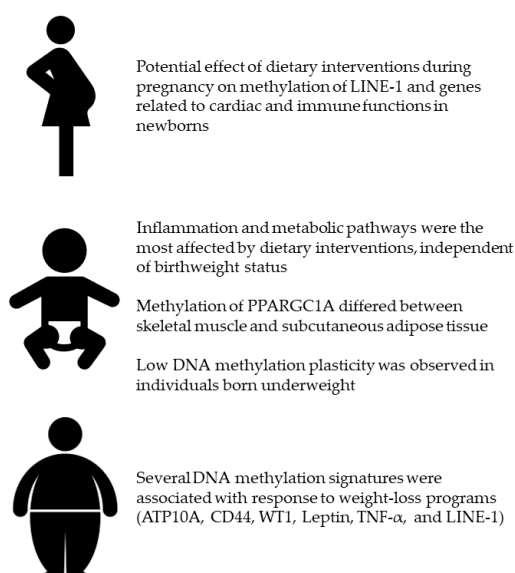 Potential effect of dietary interventions during
pregnancy on methylation of LINE-1 and genes
related to cardiac and immune functions in
newborns
Inflammation and metabolic pathways were the
most affected by dietary interventions, independent
of birthweight status
Methylation of PPARGC1A differed between
skeletal muscle and subcutaneous adipose tissue
Low DNA methylation plasticity was observed in
individuals born underweight
Several DNA methylation signatures were
associated with response to weight-loss programs
(ATP10A, CD44, WT1, Leptin, TNF-α, and LINE-1)